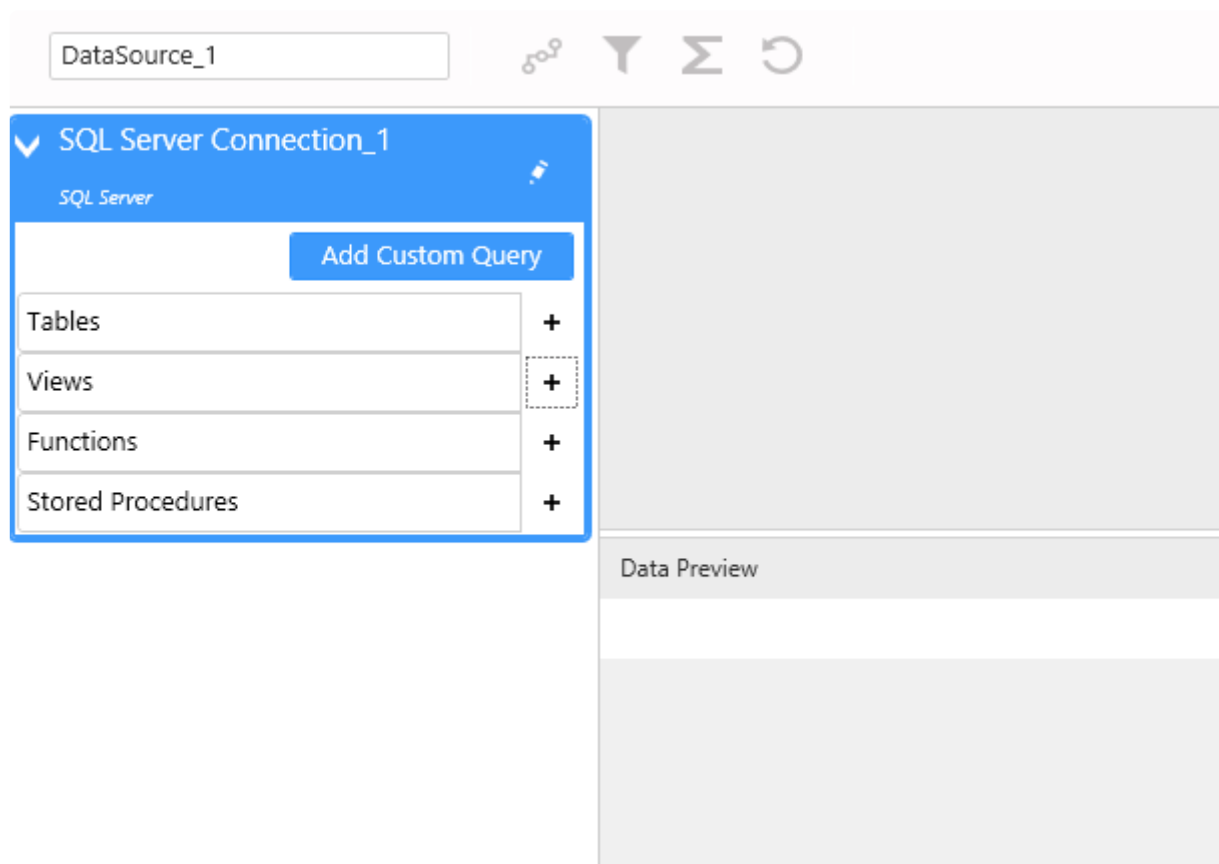 DataSource_1
SQL Server Connection_1
SQL Server
Add Custom Query
Tables
Views
Functions
Stored Procedures
Data Preview